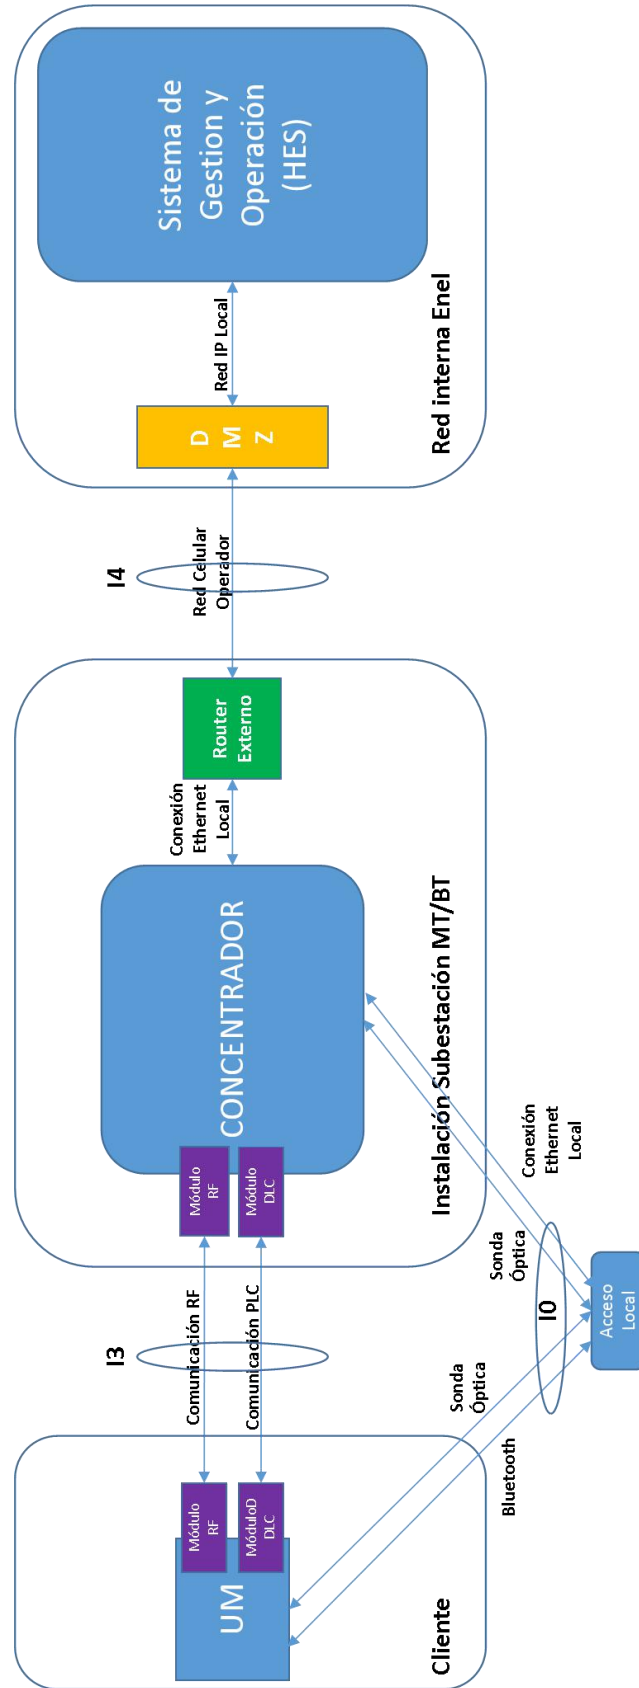 Cliente
UM
Módulo
RF
MóduloD
DLC
I3
Comunicación RF
Comunicación PLC
Módulo
RF
Módulo
DLC
CONCENTRADOR
Conexión
Ethernet
Local
Router
Externo
Instalación Subestación MT/BT
I4
Red Celular
Operador
D
M
Z
Red IP Local
Sistema de
Gestion y
Operación
(HES)
Red interna Enel
Bluetooth
Sonda
Óptica
I0
Sonda
Óptica
Conexión
Ethernet
Local
Acceso
Local